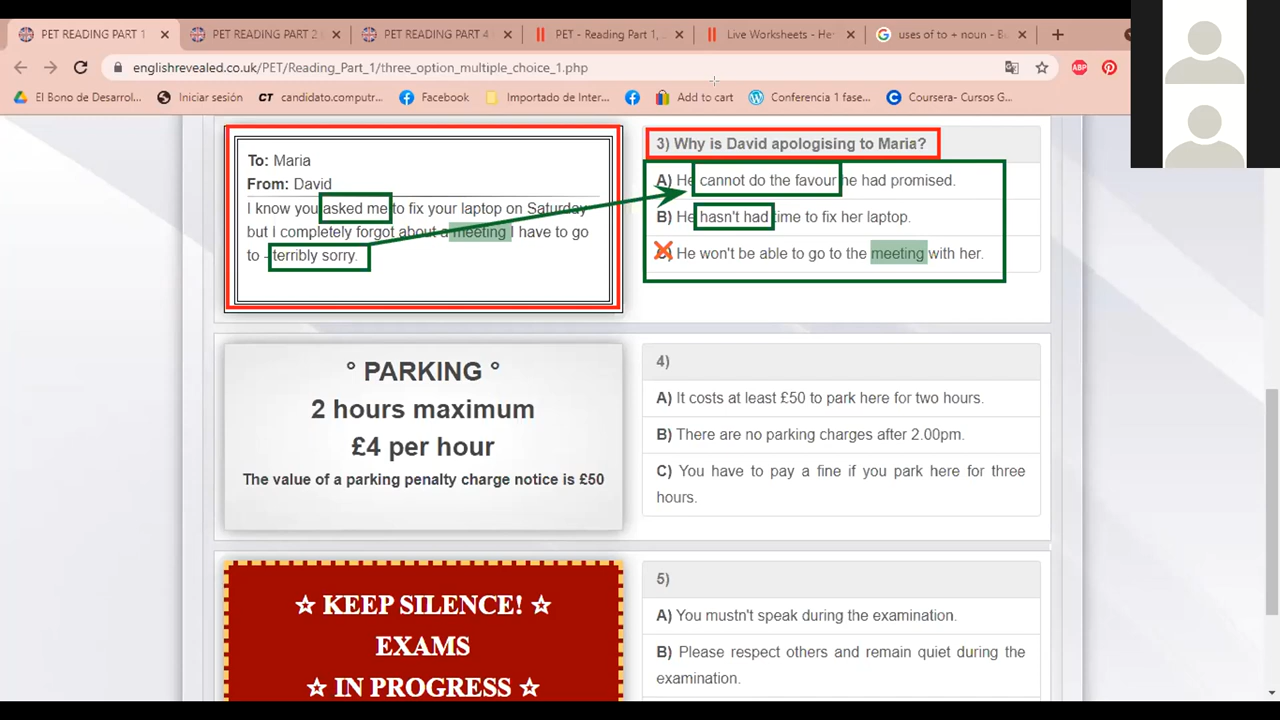 PET READING PART 1
PET READING PART 2
PET READING PART 4
PET - Reading Part 1,
Live Worksheets - He
uses of to + noun - B
englishrevealed.co.uk/PET/Reading_Part_1/three_option_multiple_choice_1.php
ABP
El Bono de Desarrol...
Iniciar sesión
CT candidato.computr...
Facebook
Importado de Inter...
Add to cart
Conferencia 1 fase...
Coursera- Cursos G...
To: Maria
From: David
I know you asked me to fix your laptop on Saturday
but I completely forgot about a meeting I have to go
to - terribly sorry.
3) Why is David apologising to Maria?
A) He cannot do the favour he had promised.
B) He hasn't had time to fix her laptop.
C) He won't be able to go to the meeting with her.
° PARKING °
2 hours maximum
£4 per hour
The value of a parking penalty charge notice is £50
4)
A) It costs at least £50 to park here for two hours.
B) There are no parking charges after 2.00pm.
C) You have to pay a fine if you park here for three
hours.
☆ KEEP SILENCE! ☆
EXAMS
☆ IN PROGRESS ☆
5)
A) You mustn't speak during the examination.
B) Please respect others and remain quiet during the
examination.